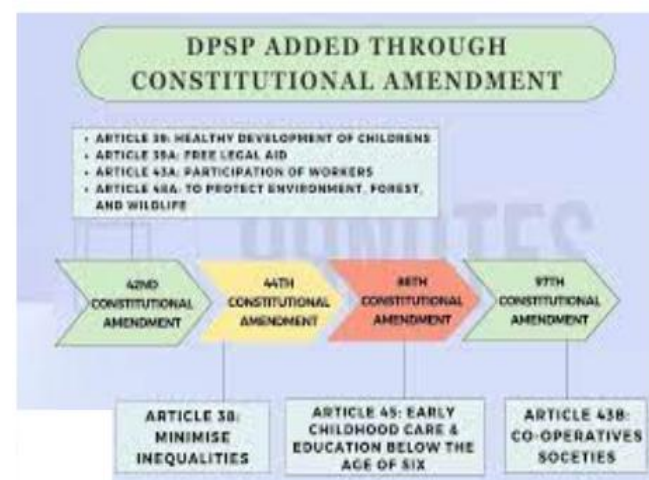 DPSP ADDED THROUGH
CONSTITUTIONAL AMENDMENT
• ARTICLE 39: HEALTHY DEVELOPMENT OF CHILDRENS
• ARTICLE 39A: FREE LEGAL AID
• ARTICLE 43A: PARTICIPATION OF WORKERS
• ARTICLE 48A: TO PROTECT ENVIRONMENT, FOREST,
AND WILDLIFE
42ND
CONSTITUTIONAL
AMENDMENT
44TH
CONSTITUTIONAL
AMENDMENT
86TH
CONSTITUTIONAL
AMENDMENT
97TH
CONSTITUTIONAL
AMENDMENT
ARTICLE 38:
MINIMISE
INEQUALITIES
ARTICLE 45: EARLY
CHILDHOOD CARE &
EDUCATION BELOW THE
AGE OF SIX
ARTICLE 43B:
CO-OPERATIVES
SOCETIES